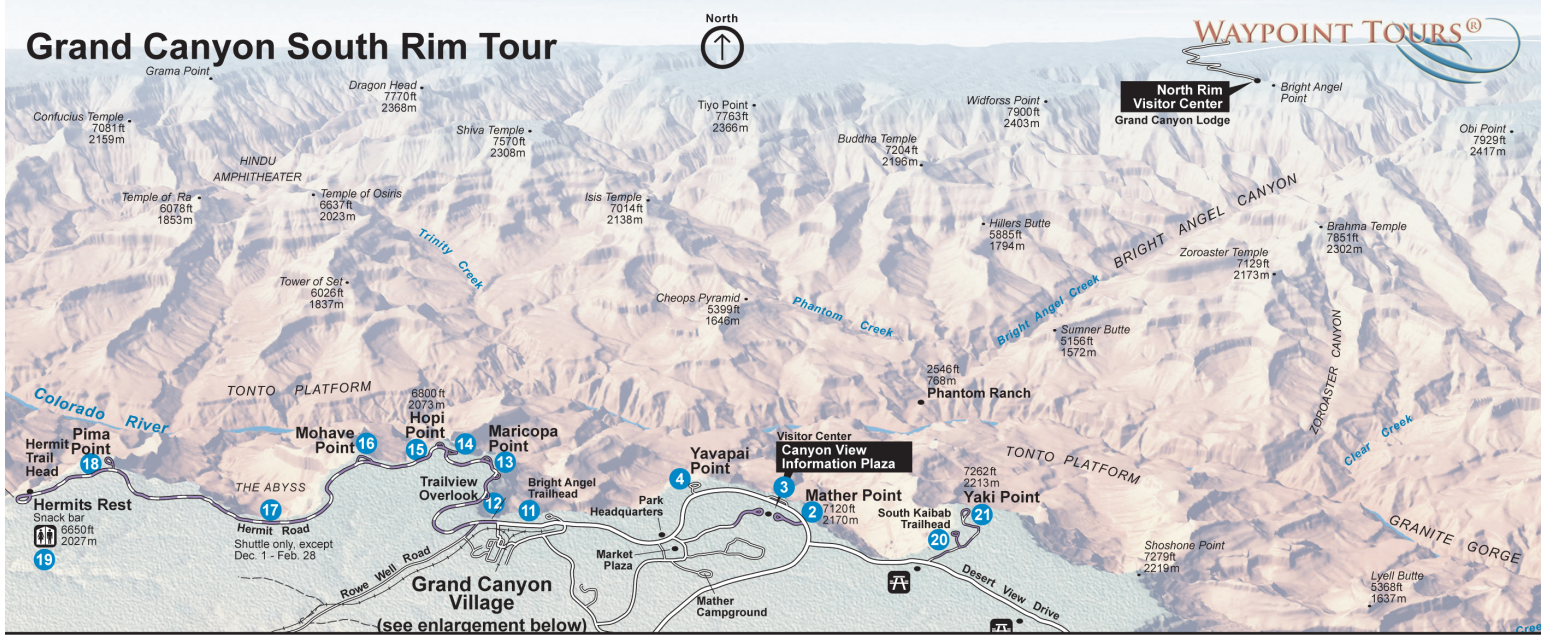 Grand Canyon South Rim Tour
North
WAYPOINT TOURS®
Grama Point
Dragon Head
7770ft
2368m
Confucius Temple
7081ft
2159m
Shiva Temple
7570ft
2308m
Tiyo Point
7763ft
2366m
Widforss Point
7900ft
2403m
North Rim
Visitor Center
Grand Canyon Lodge
Bright Angel
Point
Obi Point
7929ft
2417m
Buddha Temple
7204ft
2196m
HINDU
AMPHITHEATER
Temple of Ra
6078ft
1853m
Temple of Osiris
6637ft
2023m
Isis Temple
7014ft
2138m
Trinity Creek
Hillers Butte
5885ft
1794m
BRIGHT ANGEL CANYON
Brahma Temple
7851ft
2302m
Zoroaster Temple
7129ft
2173m
Tower of Set
6026ft
1837m
Cheops Pyramid
5399ft
1646m
Phantom Creek
Bright Angel Creek
Sumner Butte
5156ft
1572m
ZOROASTER CANYON
2546ft
768m
Phantom Ranch
Clear Creek
TONTO PLATFORM
Colorado River
6800ft
2073m
Hopi
Point
15
14
Maricopa
Point
13
Mohave
Point
16
Pima
Point
18
Hermit
Trail
Head
Hermits Rest
Snack bar
6650ft
2027m
19
THE ABYSS
17
Hermit Road
Shuttle only, except
Dec. 1 - Feb. 28
Trailview
Overlook
12
Bright Angel
Trailhead
11
Yavapai
Point
4
Visitor Center
Canyon View
Information Plaza
3
Mather Point
7120ft
2170m
2
Park
Headquarters
Market
Plaza
Mather
Campground
TONTO PLATFORM
7262ft
2213m
Yaki Point
21
South Kaibab
Trailhead
20
Rowe Well Road
Grand Canyon
Village
(see enlargement below)
Desert View Drive
Shoshone Point
7279ft
2219m
GRANITE GORGE
Lyell Butte
5368ft
1637m
Cree